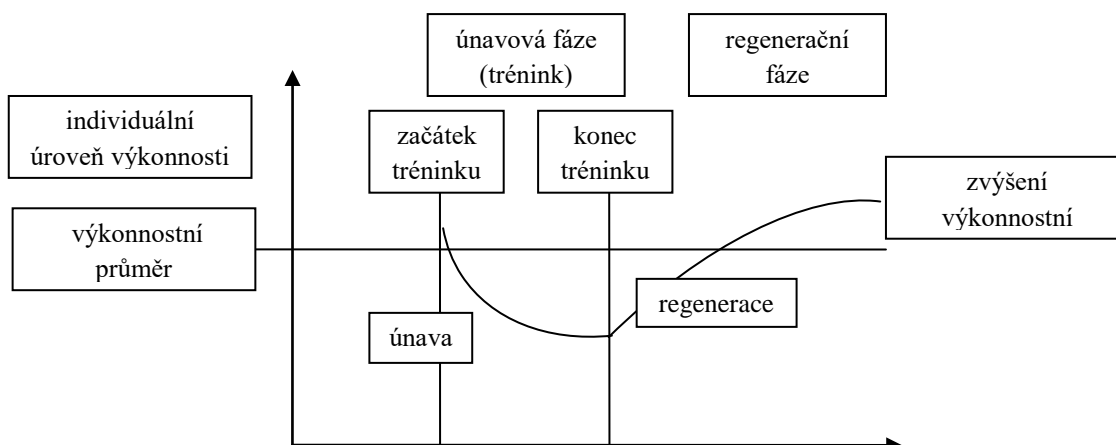 únavová fáze
(trénink)
regenerační
fáze
individuální
úroveň výkonnosti
začátek
tréninku
konec
tréninku
zvýšení
výkonnostní
výkonnostní
průměr
regenerace
únava